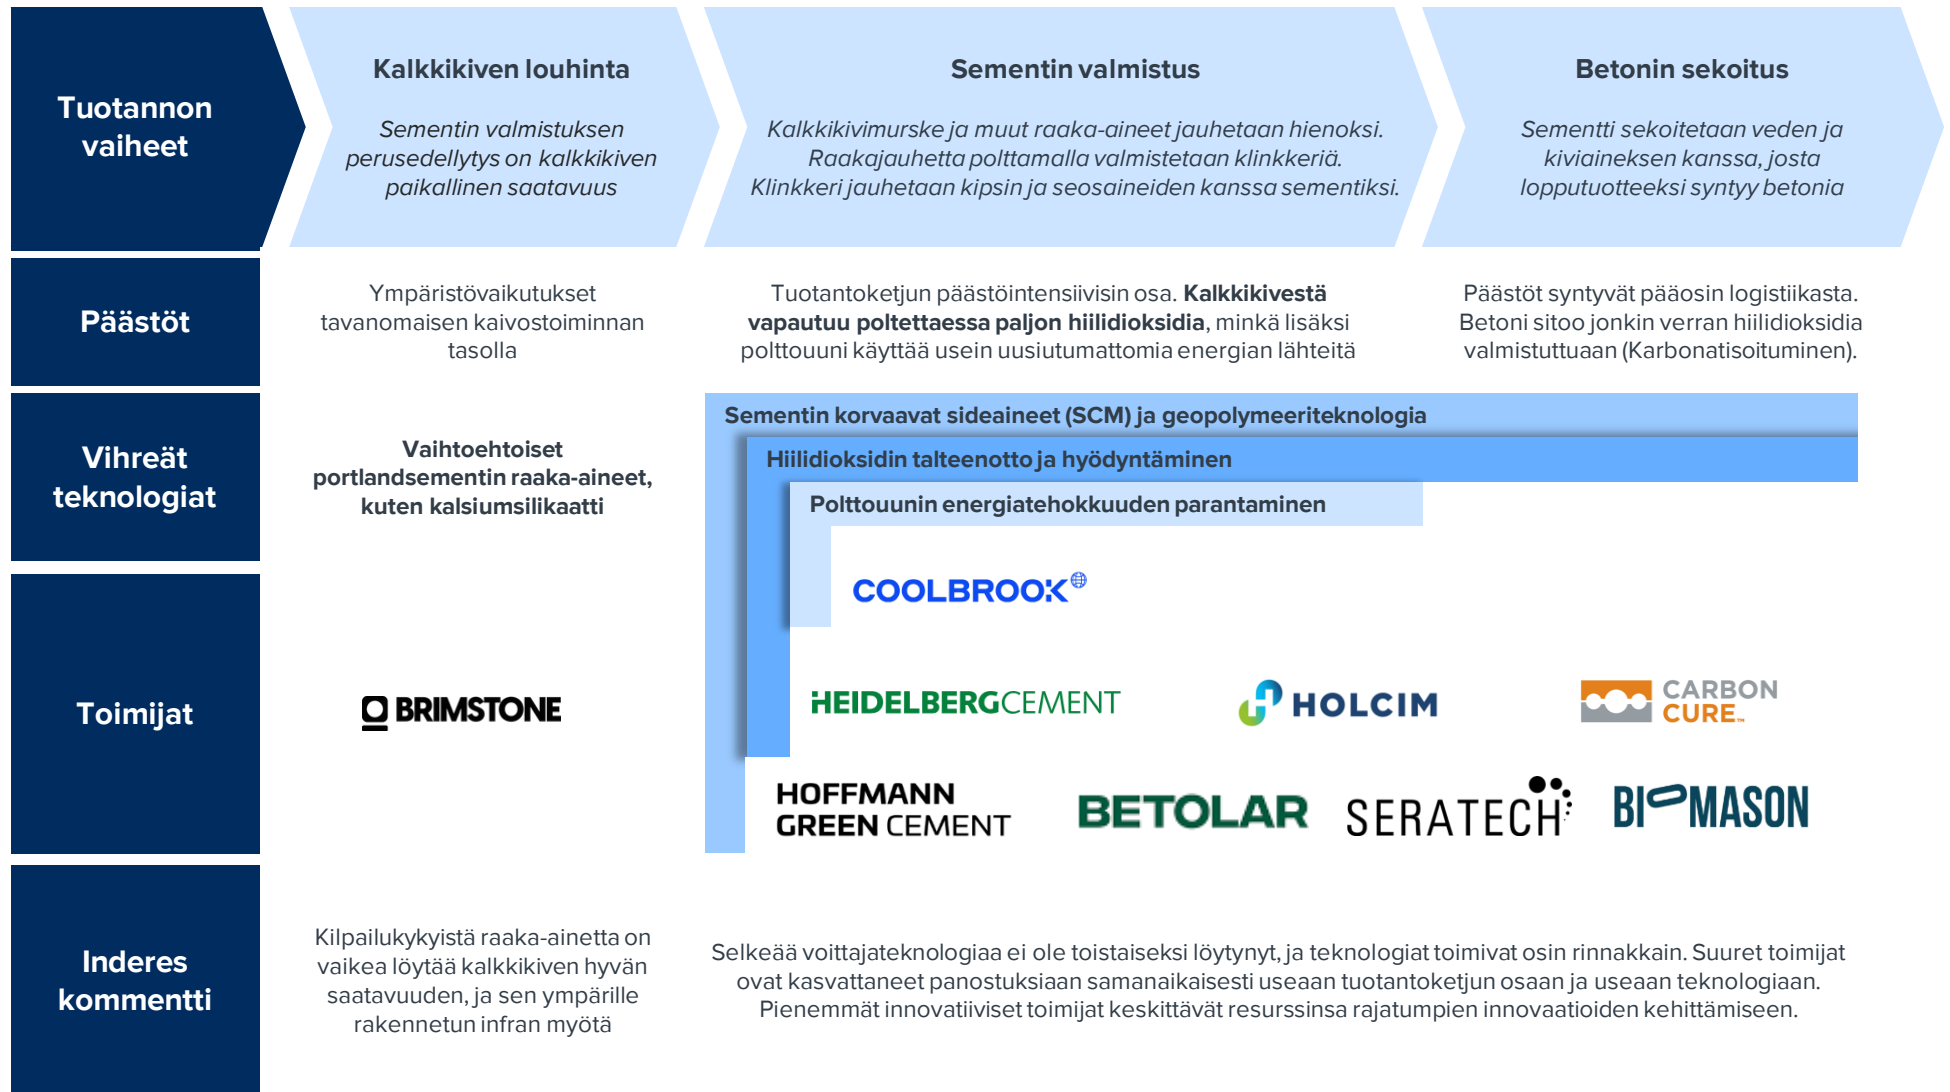 Tuotannon
vaiheet
Kalkkikiven louhinta
Sementin valmistuksen
perusedellytys on kalkkikiven
paikallinen saatavuus
Sementin valmistus
Kalkkikivimurske ja muut raaka-aineet jauhetaan hienoksi.
Raakajauhetta polttamalla valmistetaan klinkkeriä.
Klinkkeri jauhetaan kipsin ja seosaineiden kanssa sementiksi.
Betonin sekoitus
Sementti sekoitetaan veden ja
kiviaineksen kanssa, josta
lopputuotteeksi syntyy betonia
Päästöt
Ympäristövaikutukset
tavanomaisen kaivostoiminnan
tasolla
Tuotantoketjun päästöintensiivisin osa. Kalkkikivestä
vapautuu poltettaessa paljon hiilidioksidia, minkä lisäksi
polttouuni käyttää usein uusiutumattomia energian lähteitä
Päästöt syntyvät pääosin logistiikasta.
Betoni sitoo jonkin verran hiilidioksidia
valmistuttuaan (Karbonatisoituminen).
Vihreät
teknologiat
Vaihtoehtoiset
portlandsementin raaka-aineet,
kuten kalsiumsilikaatti
Sementin korvaavat sideaineet (SCM) ja geopolymeeriteknologia
Hiilidioksidin talteenotto ja hyödyntäminen
Polttouunin energiatehokkuuden parantaminen
Toimijat
COOLBROOK
BRIMSTONE
HEIDELBERGCEMENT
HOLCIM
CARBON
CURE™
HOFFMANN
GREEN CEMENT
BETOLAR
SERATECH
BIOMASON
Inderes
kommentti
Kilpailukykyistä raaka-ainetta on
vaikea löytää kalkkikiven hyvän
saatavuuden, ja sen ympärille
rakennetun infran myötä
Selkeää voittajateknologiaa ei ole toistaiseksi löytynyt, ja teknologiat toimivat osin rinnakkain. Suuret toimijat
ovat kasvattaneet panostuksiaan samanaikaisesti useaan tuotantoketjun osaan ja useaan teknologiaan.
Pienemmät innovatiiviset toimijat keskittävät resurssinsa rajatumpien innovaatioiden kehittämiseen.